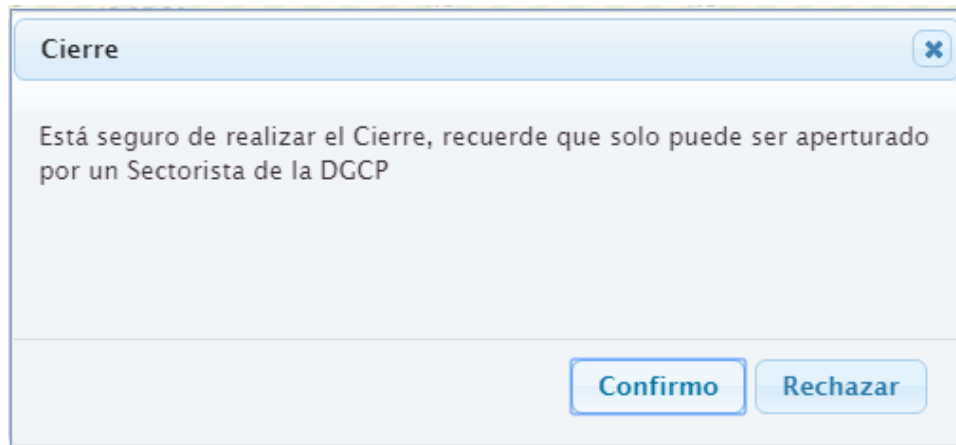 Cierre
Está seguro de realizar el Cierre, recuerde que solo puede ser aperturado
por un Sectorista de la DGCP
Confirmo
Rechazar